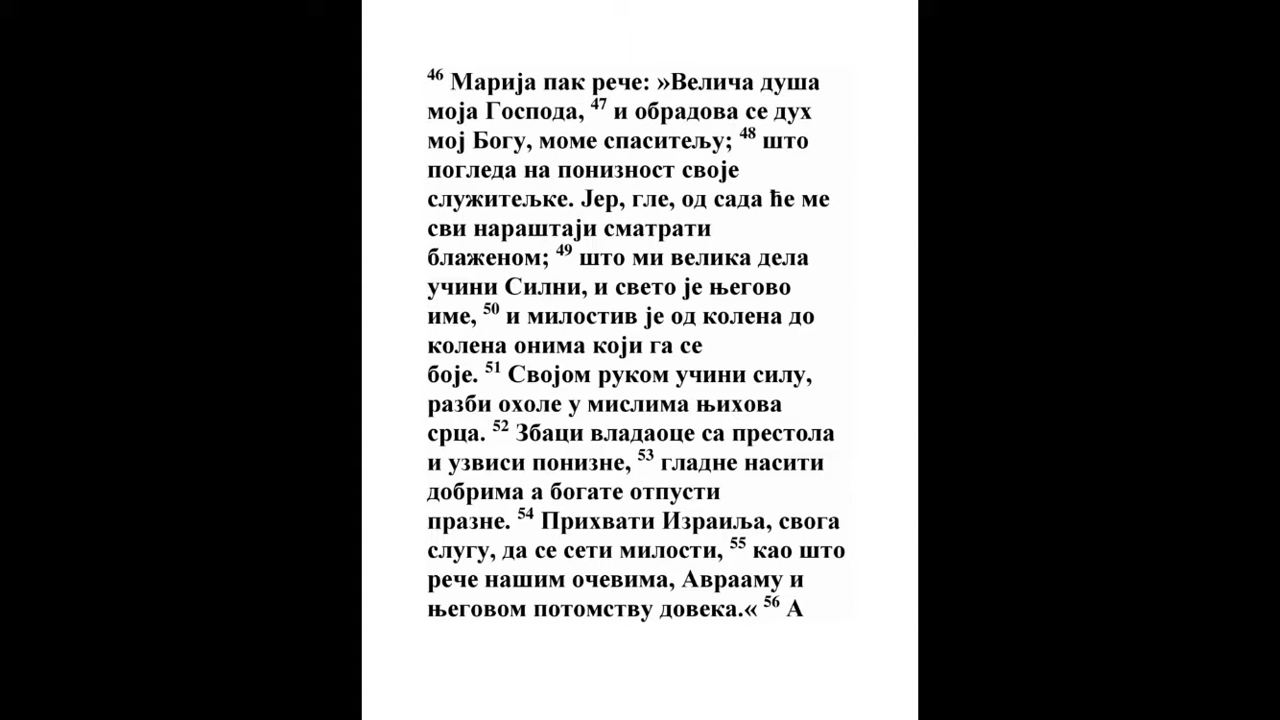 46 Марија пак рече: »Велича душа
моја Господа, 47 и обрадова се дух
мој Богу, моме спаситељу; 48 што
погледа на понизност своје
служитељке. Јер, гле, од сада ће ме
сви нараштаји сматрати
блаженом; 49 што ми велика дела
учини Силни, и свето је његово
име, 50 и милостив је од колена до
колена онима који га се
боје. 51 Својом руком учини силу,
разби охоле у мислима њихова
срца. 52 Збаци владаоце са престола
и узвиси понизне, 53 гладне насити
добрима а богате отпусти
празне. 54 Прихвати Израиља, свога
слугу, да се сети милости, 55 као што
рече нашим очевима, Аврааму и
његовом потомству довека.« 56 А